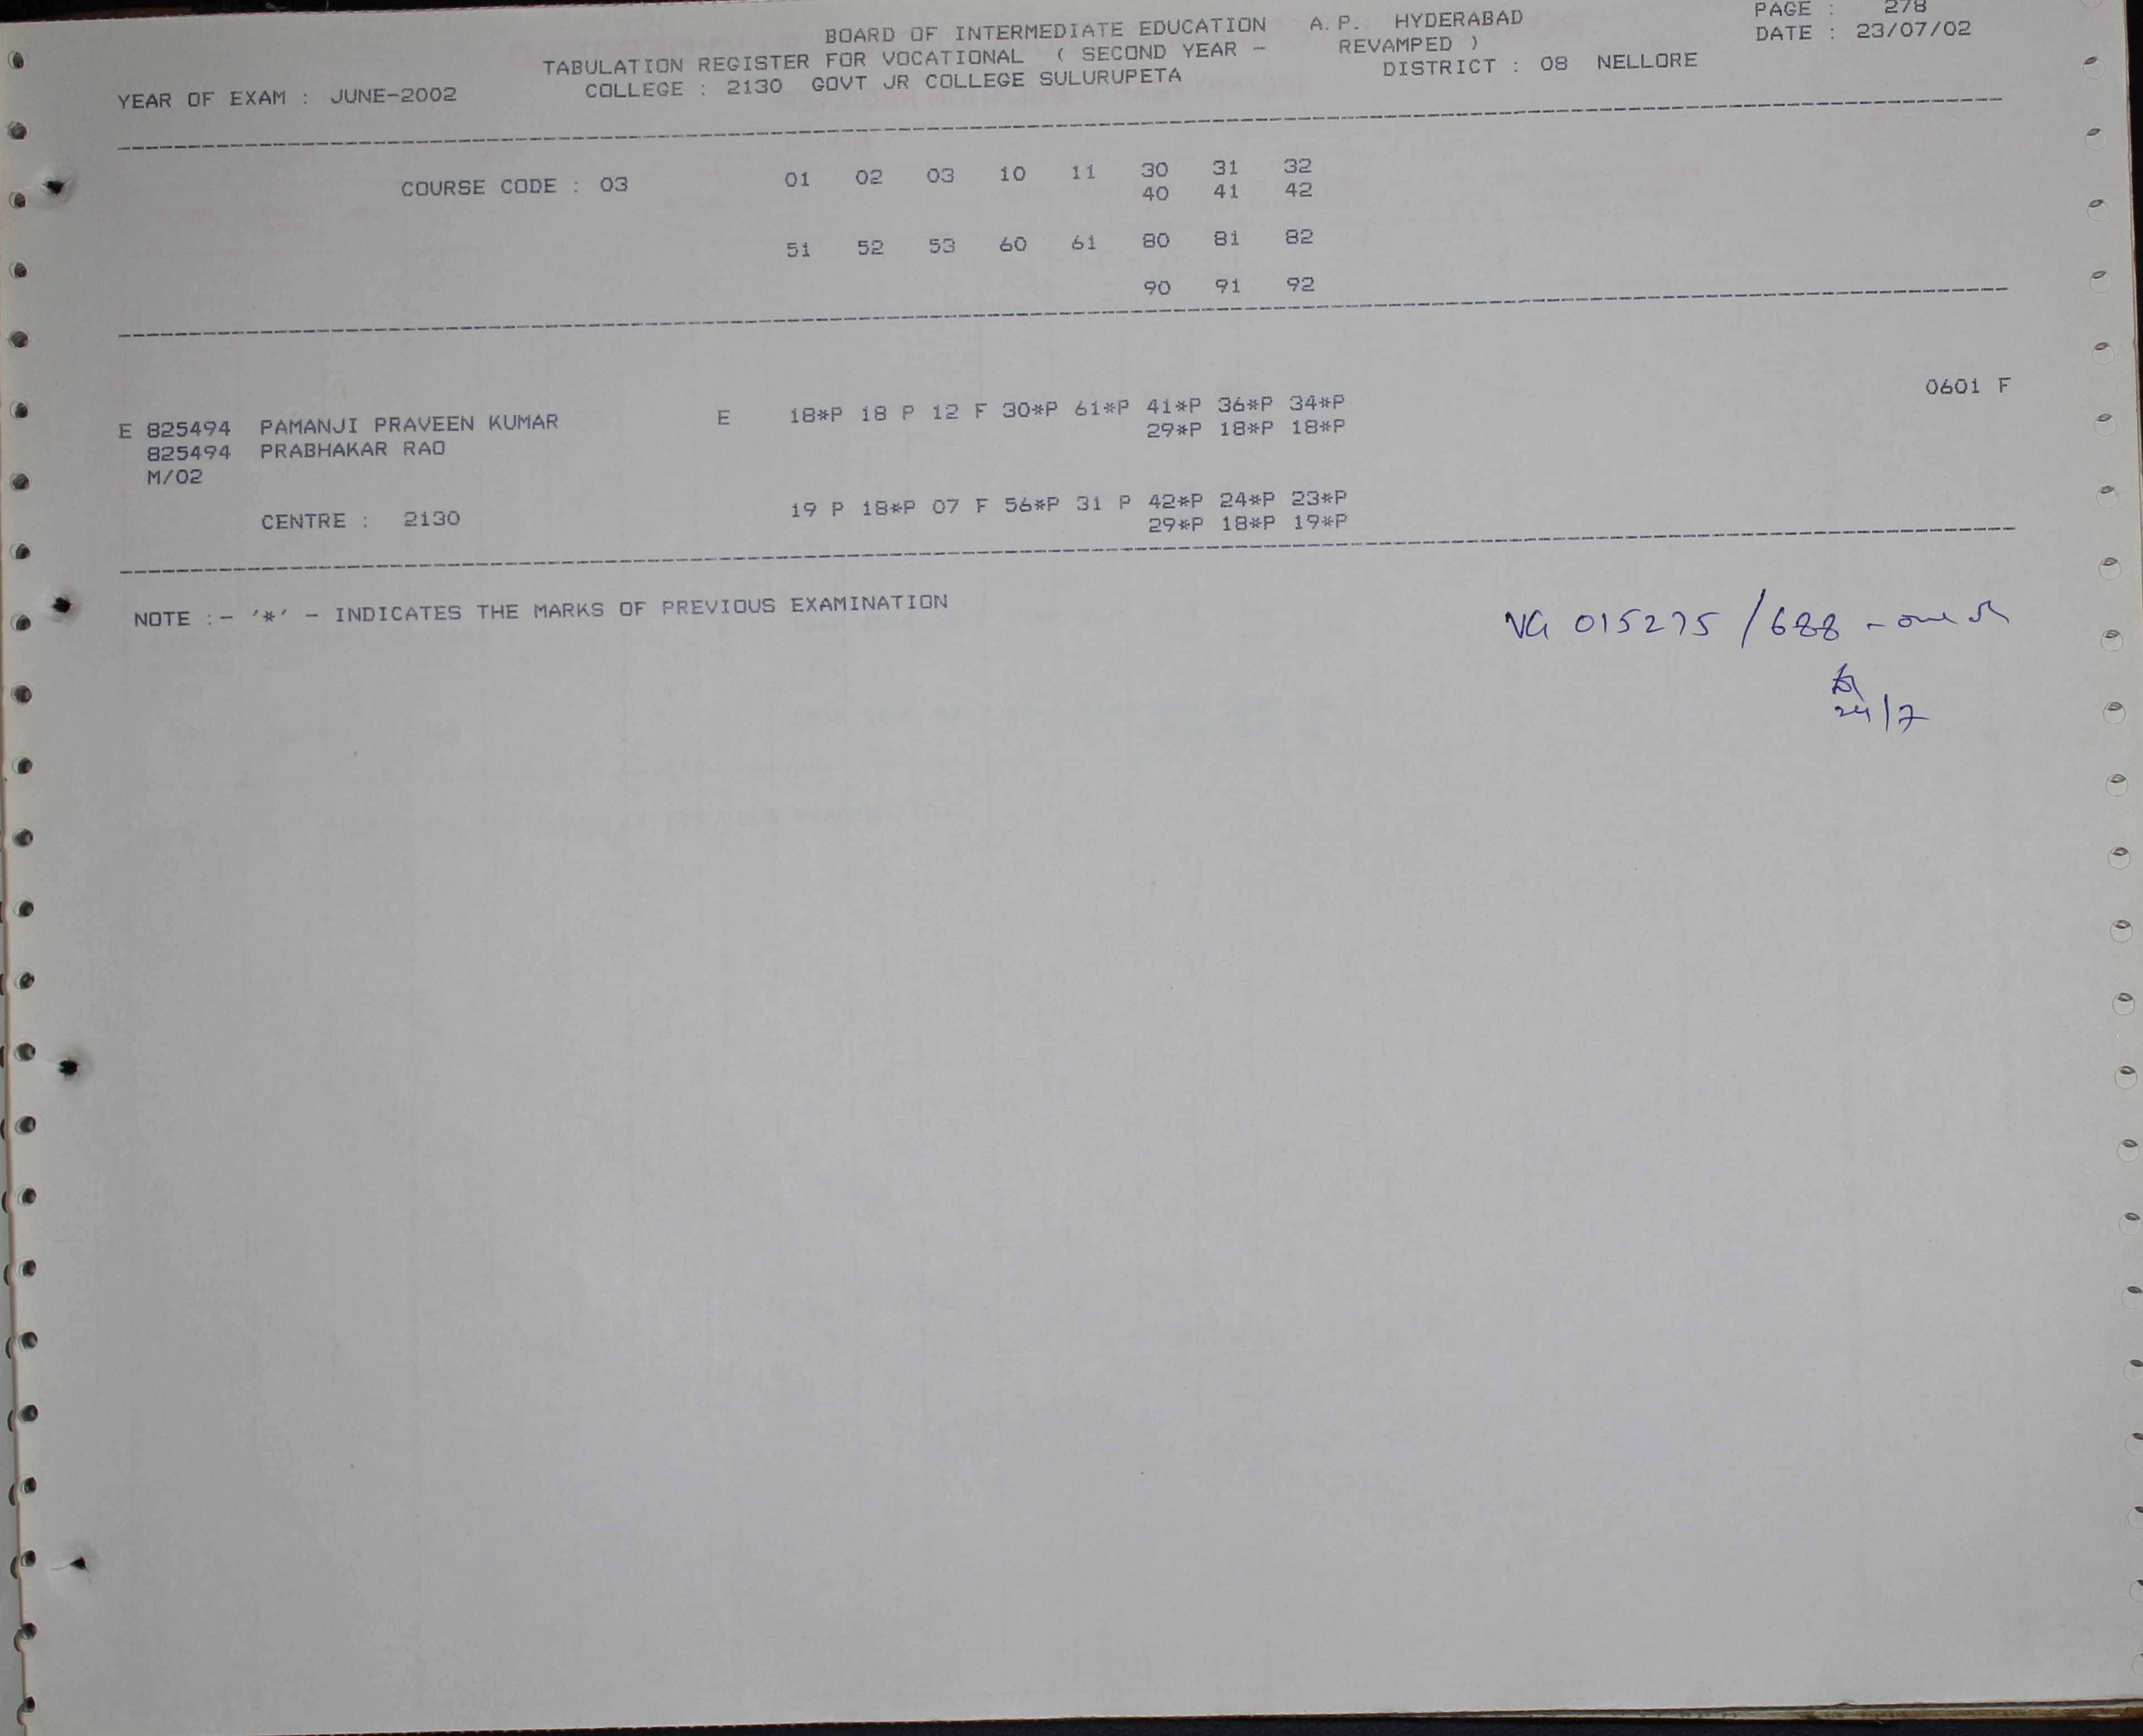 BOARD OF INTERMEDIATE EDUCATION A.P. HYDERABAD PAGE : 278
TABULATION REGISTER FOR VOCATIONAL ( SECOND YEAR - REVAMPED ) DATE : 23/07/02
YEAR OF EXAM : JUNE-2002 COLLEGE : 2130 GOVT JR COLLEGE SULURUPETA DISTRICT : 08 NELLORE
COURSE CODE : 03 01 02 03 10 11 30 31 32
40 41 42
51 52 53 60 61 80 81 82
90 91 92
E 825494 PAMANJI PRAVEEN KUMAR E 18*P 18 P 12 F 30*P 61*P 41*P 36*P 34*P 0601 F
825494 PRABHAKAR RAO 29*P 18*P 18*P
M/02
CENTRE : 2130 19 P 18*P 07 F 56*P 31 P 42*P 24*P 23*P
29*P 18*P 19*P
NOTE :- '*' - INDICATES THE MARKS OF PREVIOUS EXAMINATION
VG 015275 /688 -
24/7